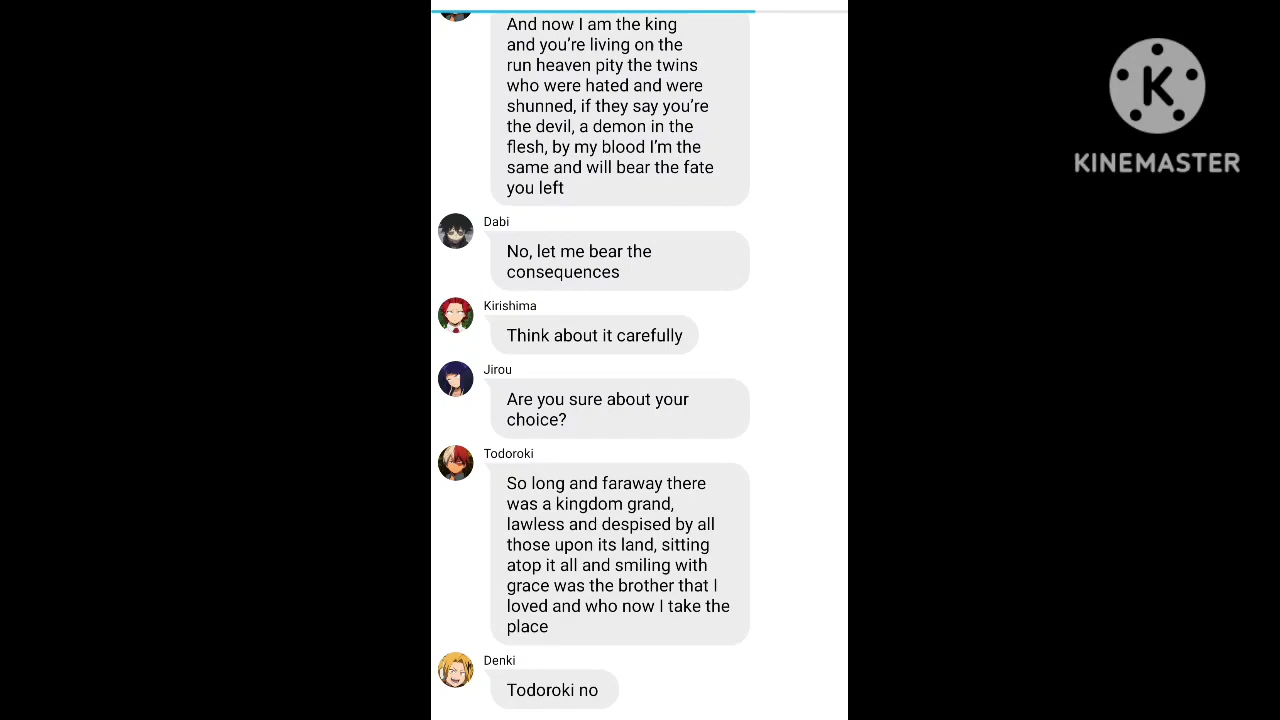 And now I am the king
and you’re living on the
run heaven pity the twins
who were hated and were
shunned, if they say you’re
the devil, a demon in the
flesh, by my blood I’m the
same and will bear the fate
you left
Dabi
No, let me bear the
consequences
Kirishima
Think about it carefully
Jirou
Are you sure about your
choice?
Todoroki
So long and faraway there
was a kingdom grand,
lawless and despised by all
those upon its land, sitting
atop it all and smiling with
grace was the brother that I
loved and who now I take the
place
Denki
Todoroki no
K
KINEMASTER